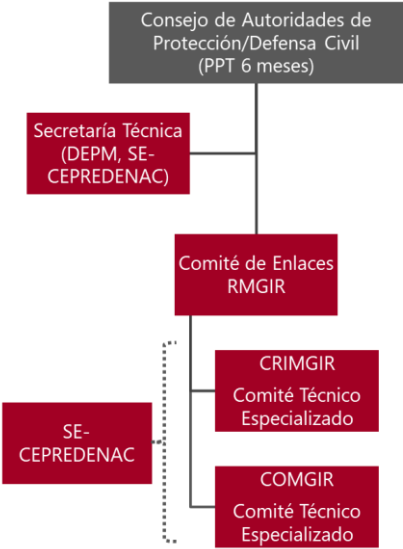 Consejo de Autoridades de
Protección/Defensa Civil
(PPT 6 meses)
Secretaría Técnica
(DEPM, SE-
CEPREDENAC)
Comité de Enlaces
RMGIR
CRIMGIR
Comité Técnico
Especializado
SE-
CEPREDENAC
COMGIR
Comité Técnico
Especializado